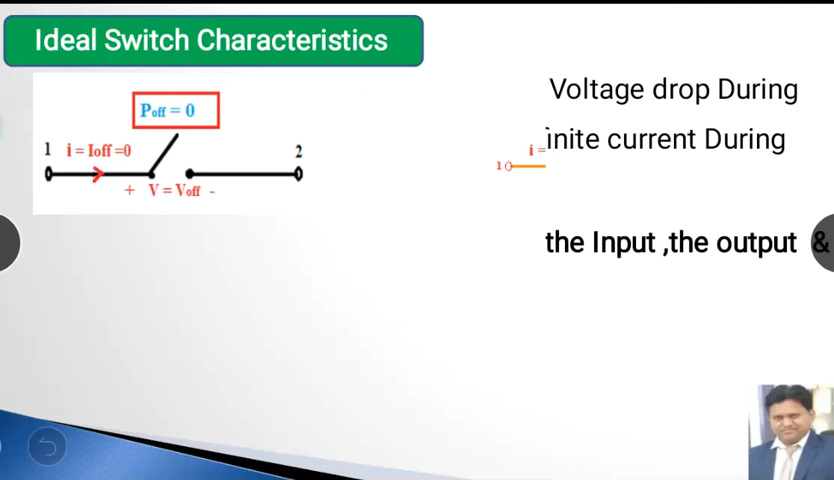 Ideal Switch Characteristics
Poff = 0
1 i = Ioff =0
2
+ V = Voff -
Voltage drop During
inite current During
i =
1
the Input ,the output &